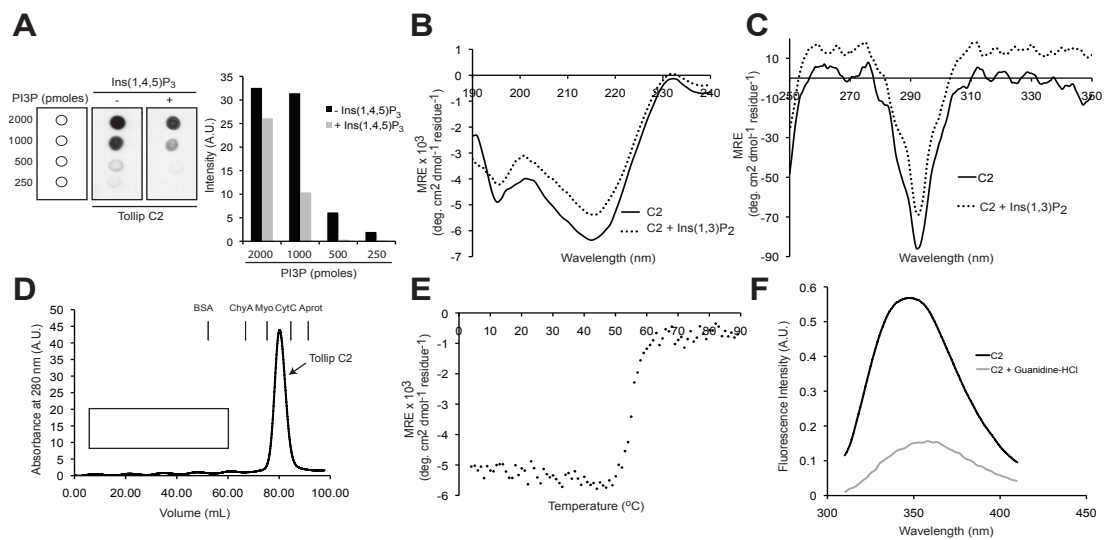 A
Ins(1,4,5)P3
PI3P (pmoles)
- +
2000
1000
500
250
Tollip C2
Intensity (A.U.)
35
30
25
20
15
10
5
0
- Ins(1,4,5)P3
+ Ins(1,4,5)P3
2000 1000 500 250
PI3P (pmoles)
B
MRE x 10³
(deg. cm2 dmol-1 residue-1)
1
0
-1
-2
-3
-4
-5
-6
-7
190 200 210 220 230 240
C2
C2 + Ins(1,3)P2
Wavelength (nm)
C
MRE
(deg. cm2 dmol-1 residue-1)
30
10
-10
-30
-50
-70
-90
250 270 290 310 330 350
C2
C2 + Ins(1,3)P2
Wavelength (nm)
D
BSA ChyA Myo CytC Aprot
Absorbance at 280 nm (A.U.)
50
45
40
35
30
25
20
15
10
5
0
Tollip C2
0.00 20.00 40.00 60.00 80.00 100.00
Volume (mL)
E
MRE x 10³
(deg. cm2 dmol-1 residue-1)
0
-1
-2
-3
-4
-5
-6
0 10 20 30 40 50 60 70 80 90
Temperature (oC)
F
Fluorescence Intensity (A.U.)
0.6
0.5
0.4
0.3
0.2
0.1
0
C2
C2 + Guanidine-HCl
300 350 400 450
Wavelength (nm)